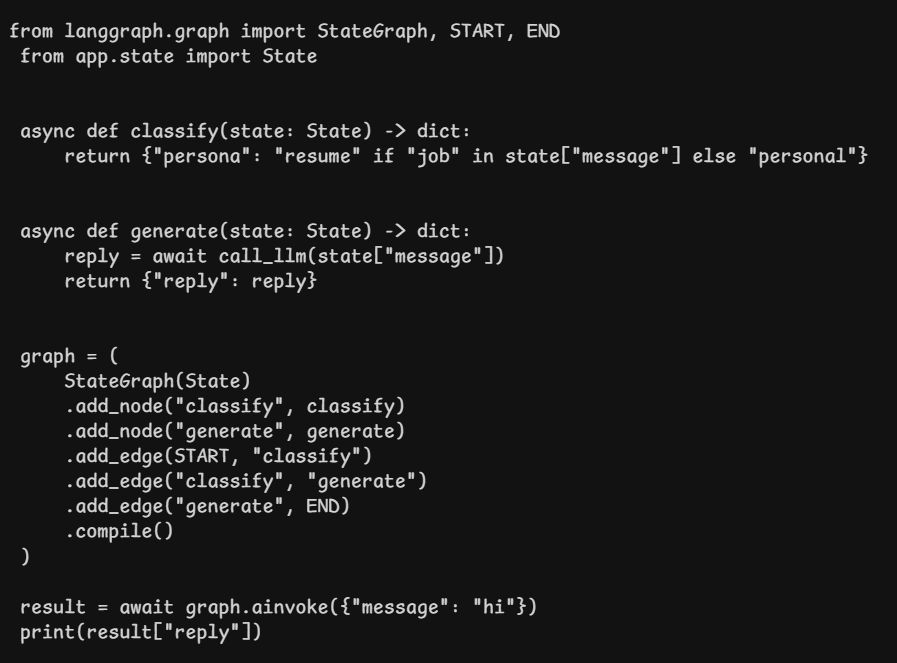 from langgraph.graph import StateGraph, START, END
 from app.state import State

 async def classify(state: State) -> dict:
     return {"persona": "resume" if "job" in state["message"] else "personal"}

 async def generate(state: State) -> dict:
     reply = await call_llm(state["message"])
     return {"reply": reply}

 graph = (
     StateGraph(State)
     .add_node("classify", classify)
     .add_node("generate", generate)
     .add_edge(START, "classify")
     .add_edge("classify", "generate")
     .add_edge("generate", END)
     .compile()
 )

 result = await graph.ainvoke({"message": "hi"})
 print(result["reply"])